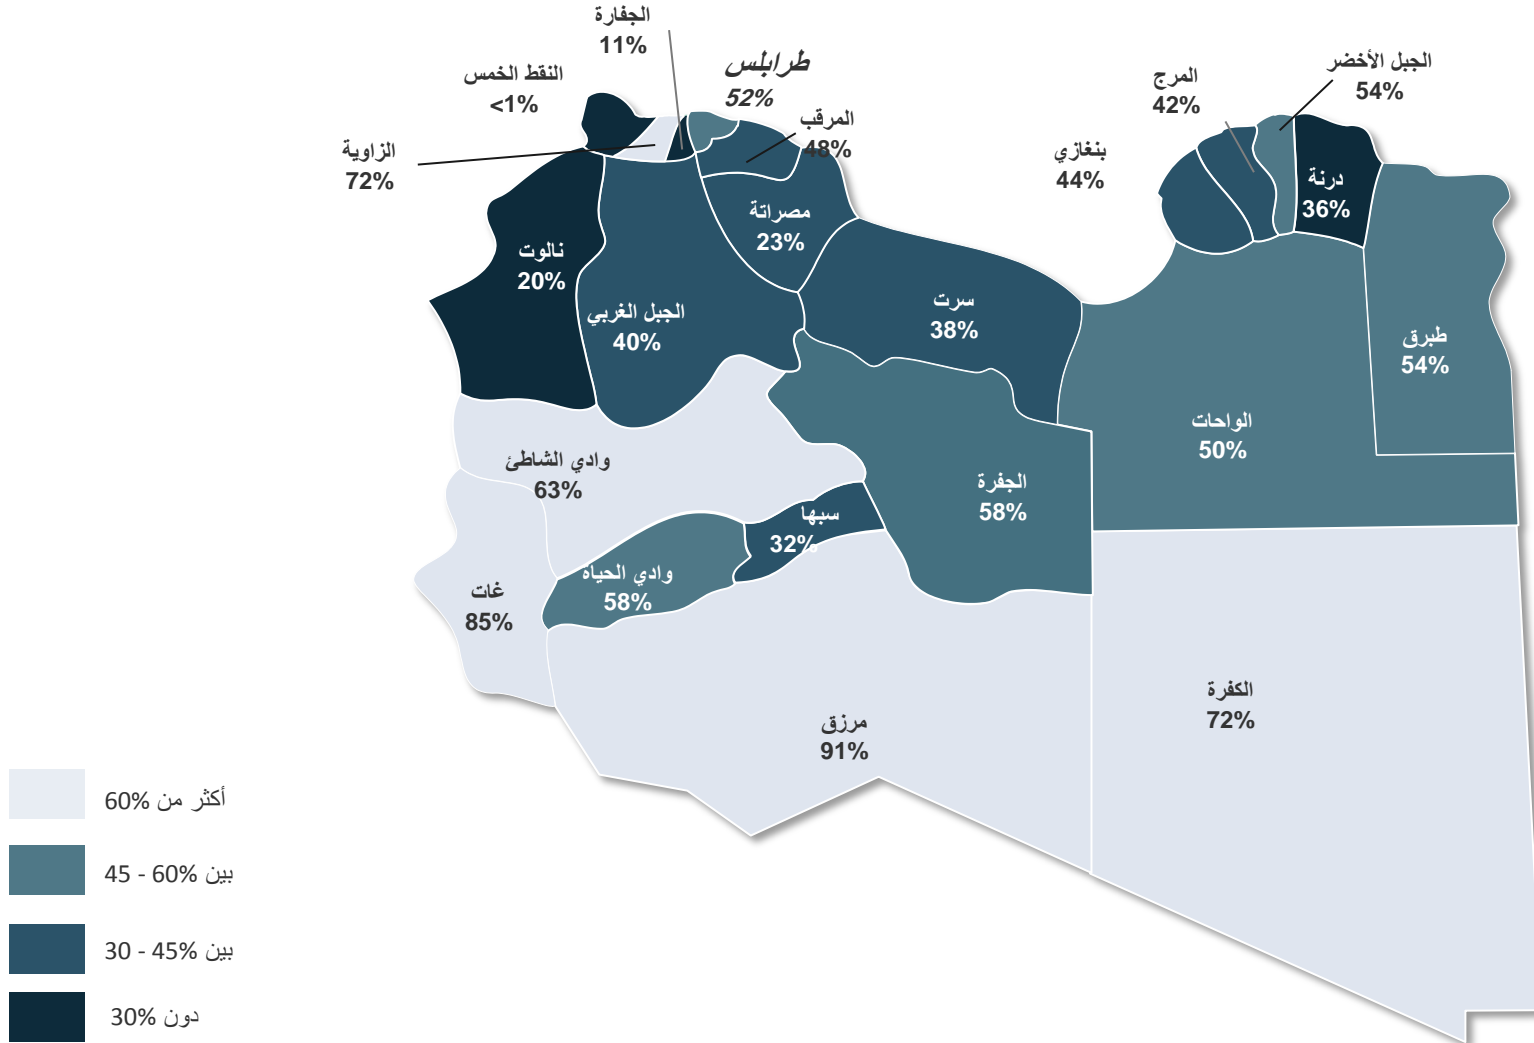 الجفارة
11%
طرابلس
52%
النقط الخمس
<1%
المرقب
48%
الزاوية
72%
الجبل الأخضر
54%
المرج
42%
بنغازي
44%
درنة
36%
مصراتة
23%
نالوت
20%
الجبل الغربي
40%
سرت
38%
طبرق
54%
الواحات
50%
وادي الشاطئ
63%
الجفرة
58%
سبها
32%
وادي الحياة
58%
غات
85%
الكفرة
72%
مرزق
91%
أكثر من 60%
بين 60% - 45
بين 45% - 30
دون 30%